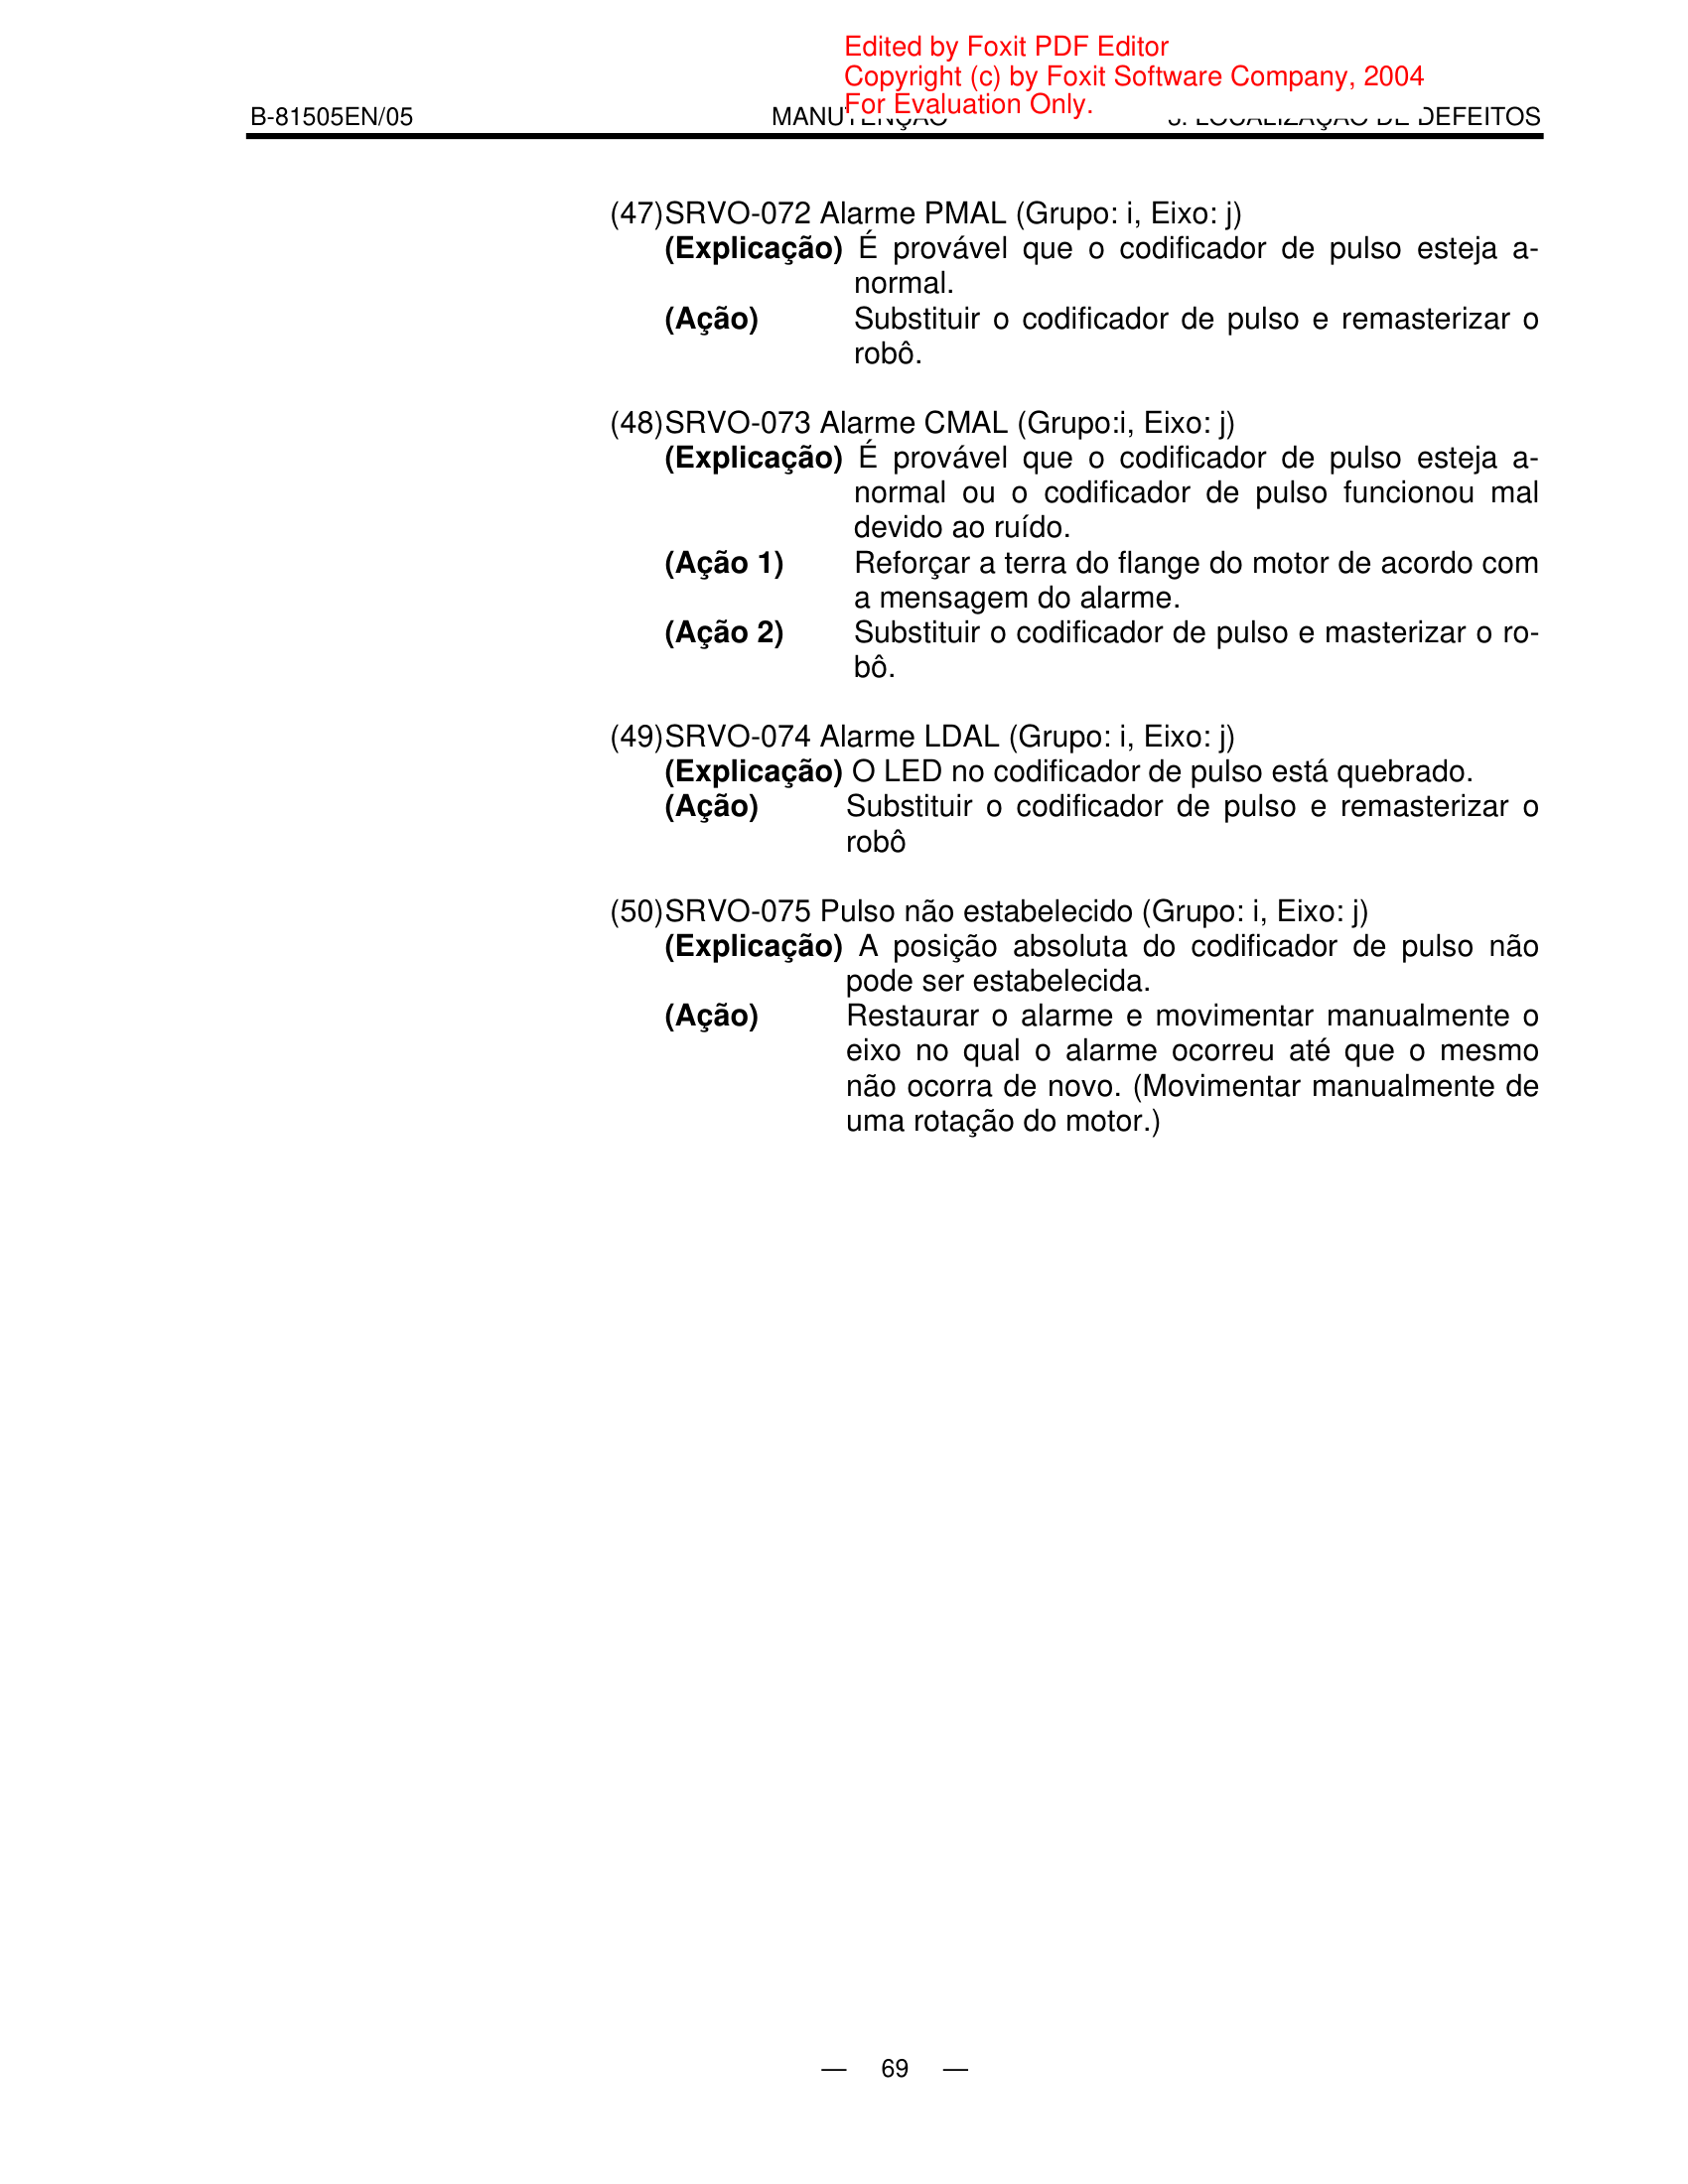 Edited by Foxit PDF Editor
Copyright (c) by Foxit Software Company, 2004
For Evaluation Only.
B-81505EN/05 MANUTENÇÃO LOCALIZAÇÃO DE DEFEITOS
(47)SRVO-072 Alarme PMAL (Grupo: i, Eixo: j)
(Explicação) É provável que o codificador de pulso esteja a-
normal.
(Ação) Substituir o codificador de pulso e remasterizar o
robô.
(48)SRVO-073 Alarme CMAL (Grupo:i, Eixo: j)
(Explicação) É provável que o codificador de pulso esteja a-
normal ou o codificador de pulso funcionou mal
devido ao ruído.
(Ação 1) Reforçar a terra do flange do motor de acordo com
a mensagem do alarme.
(Ação 2) Substituir o codificador de pulso e masterizar o ro-
bô.
(49)SRVO-074 Alarme LDAL (Grupo: i, Eixo: j)
(Explicação) O LED no codificador de pulso está quebrado.
(Ação) Substituir o codificador de pulso e remasterizar o
robô
(50)SRVO-075 Pulso não estabelecido (Grupo: i, Eixo: j)
(Explicação) A posição absoluta do codificador de pulso não
pode ser estabelecida.
(Ação) Restaurar o alarme e movimentar manualmente o
eixo no qual o alarme ocorreu até que o mesmo
não ocorra de novo. (Movimentar manualmente de
uma rotação do motor.)
— 69 —